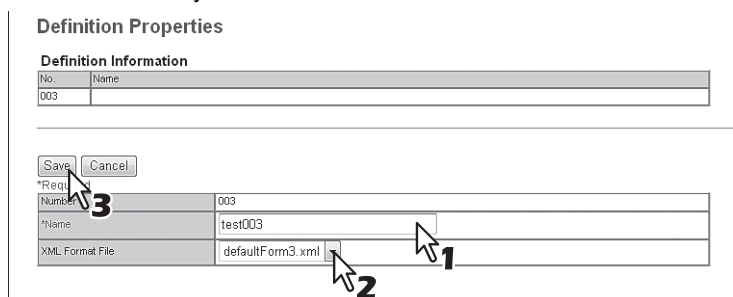 Definition Properties
Definition Information
No. Name
003
Save Cancel
*Required
Number 003
*Name test003
XML Format File defaultForm3.xml
3
1
2